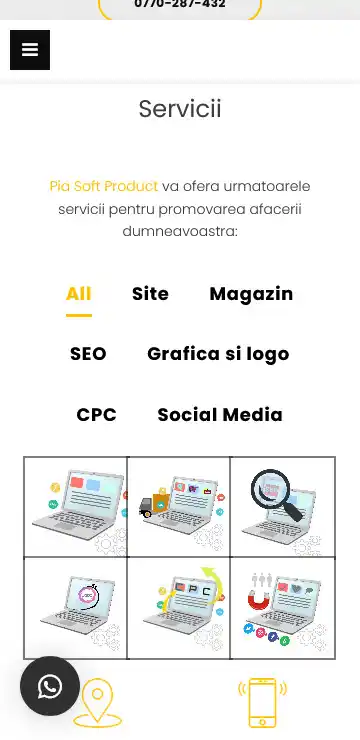 0770-287-432
Servicii
Pia Soft Product va ofera urmatoarele
servicii pentru promovarea afacerii
dumneavoastra:
All Site Magazin
SEO Grafica si logo
CPC Social Media